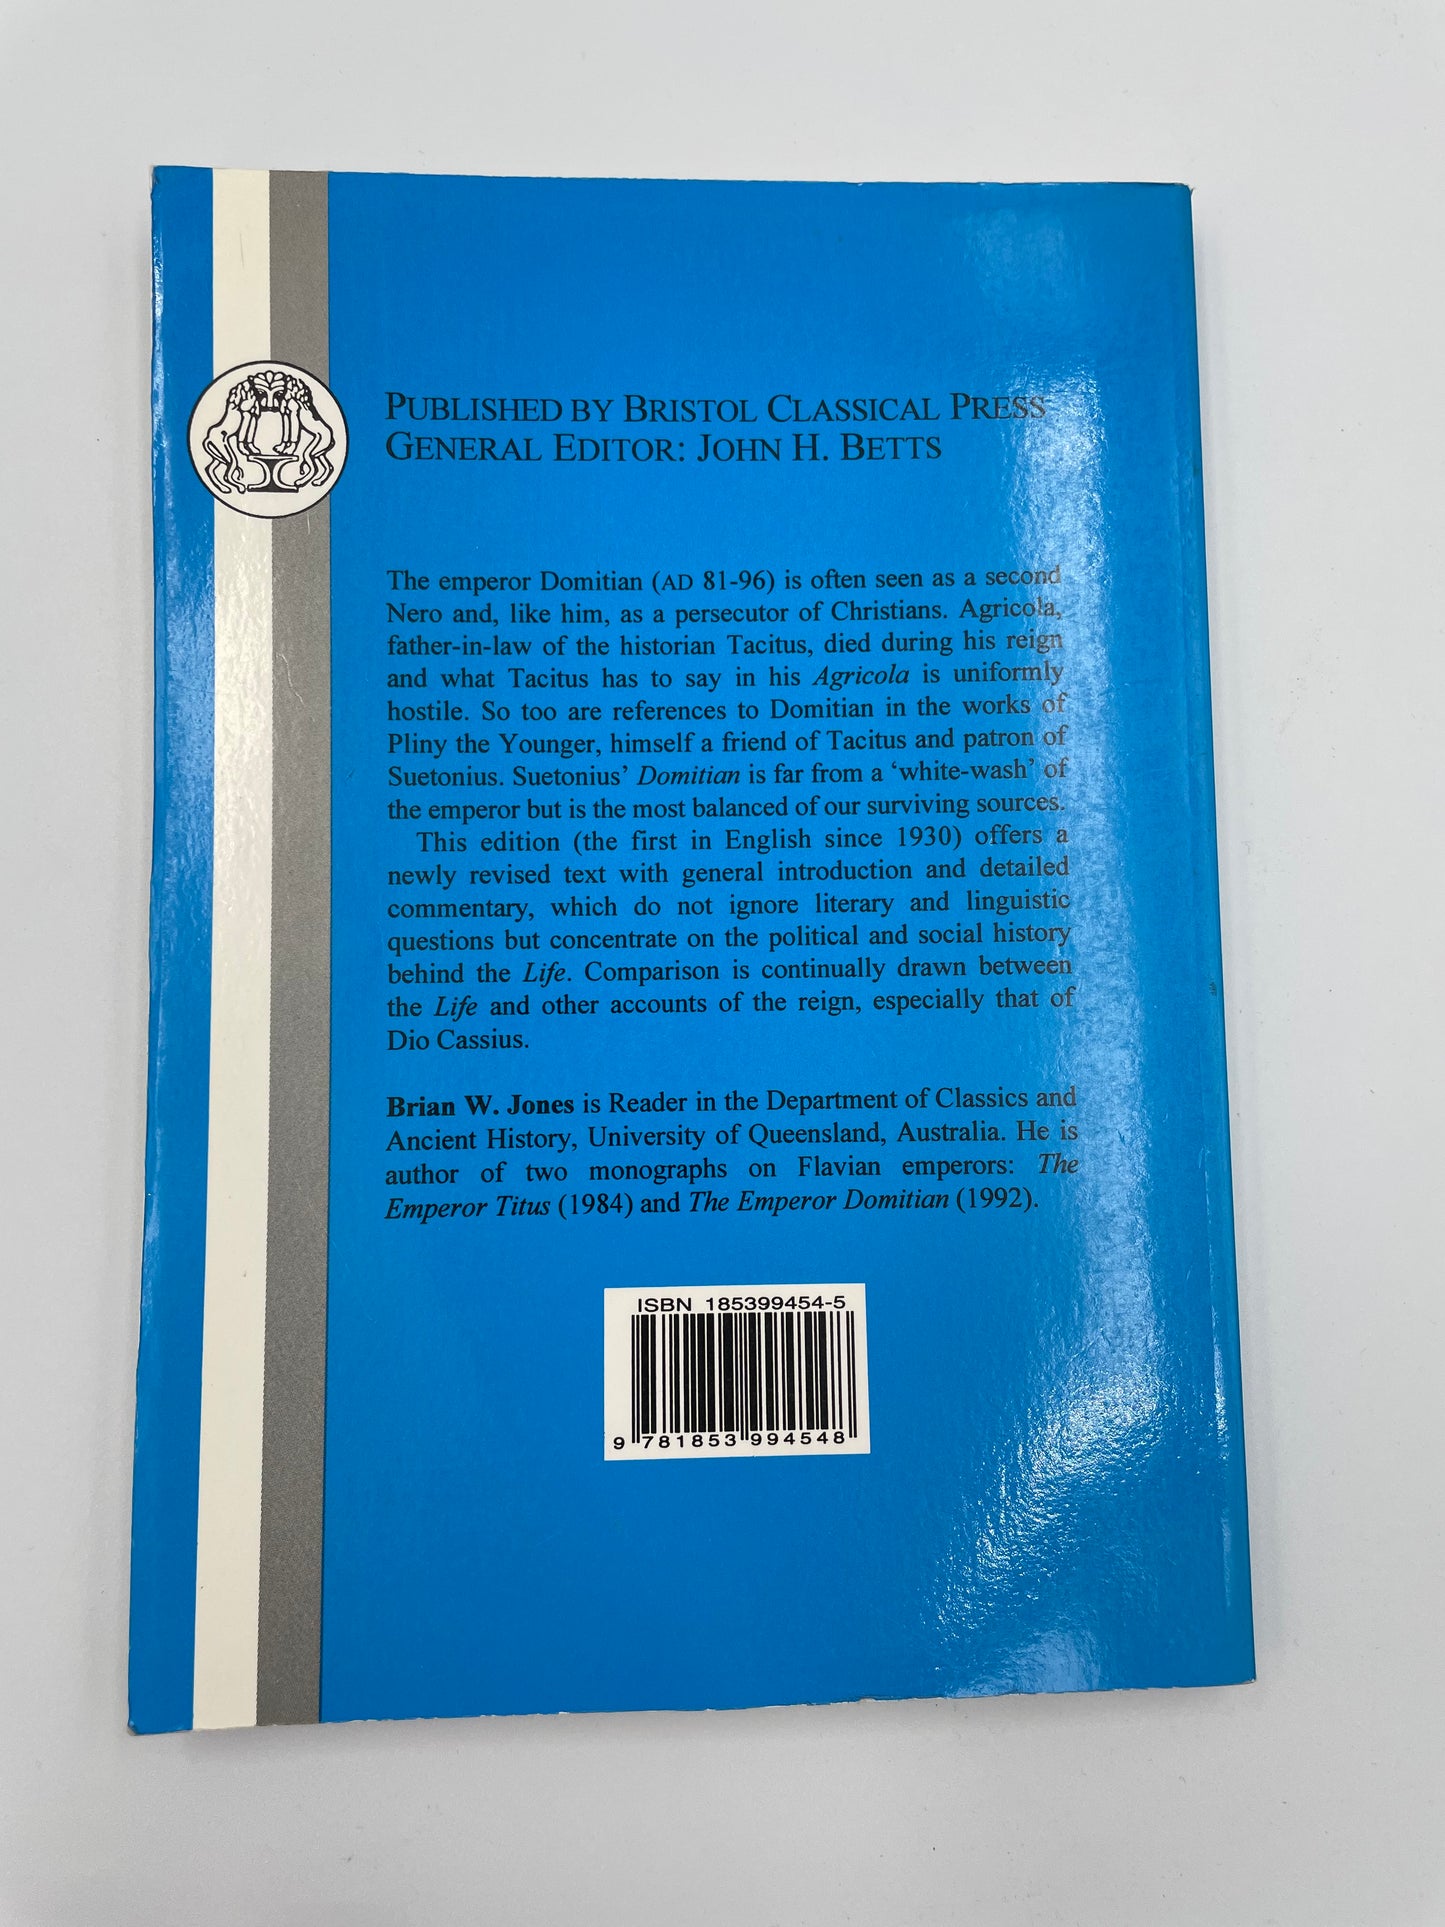 PUBLISHED BY BRISTOL CLASSICAL PRESS
GENERAL EDITOR: JOHN H. BETTS
The emperor Domitian (AD 81-96) is often seen as a second
Nero and, like him, as a persecutor of Christians. Agricola,
father-in-law of the historian Tacitus, died during his reign
and what Tacitus has to say in his Agricola is uniformly
hostile. So too are references to Domitian in the works of
Pliny the Younger, himself a friend of Tacitus and patron of
Suetonius. Suetonius' Domitian is far from a 'white-wash' of
the emperor but is the most balanced of our surviving sources.
This edition (the first in English since 1930) offers a
newly revised text with general introduction and detailed
commentary, which do not ignore literary and linguistic
questions but concentrate on the political and social history
behind the Life. Comparison is continually drawn between
the Life and other accounts of the reign, especially that of
Dio Cassius.
Brian W. Jones is Reader in the Department of Classics and
Ancient History, University of Queensland, Australia. He is
author of two monographs on Flavian emperors: The
Emperor Titus (1984) and The Emperor Domitian (1992).
ISBN 185399454-5
9 781853 994548